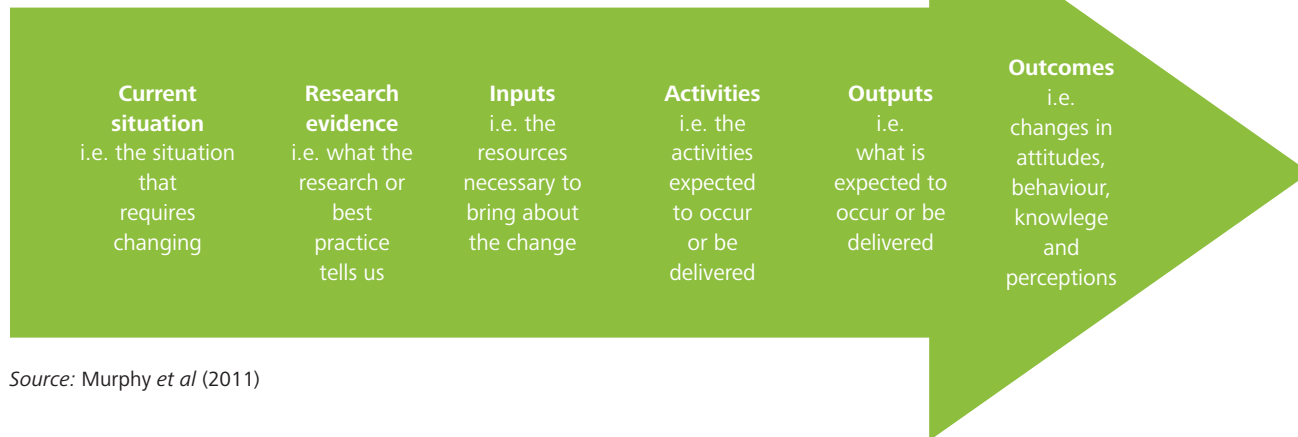 Current
situation
i.e. the situation
that
requires
changing
Research
evidence
i.e. what the
research or
best
practice
tells us
Inputs
i.e. the
resources
necessary to
bring about
the change
Activities
i.e. the
activities
expected
to occur
or be
delivered
Outputs
i.e.
what is
expected to
occur or be
delivered
Outcomes
i.e.
changes in
attitudes,
behaviour,
knowlege
and
perceptions
Source: Murphy et al (2011)